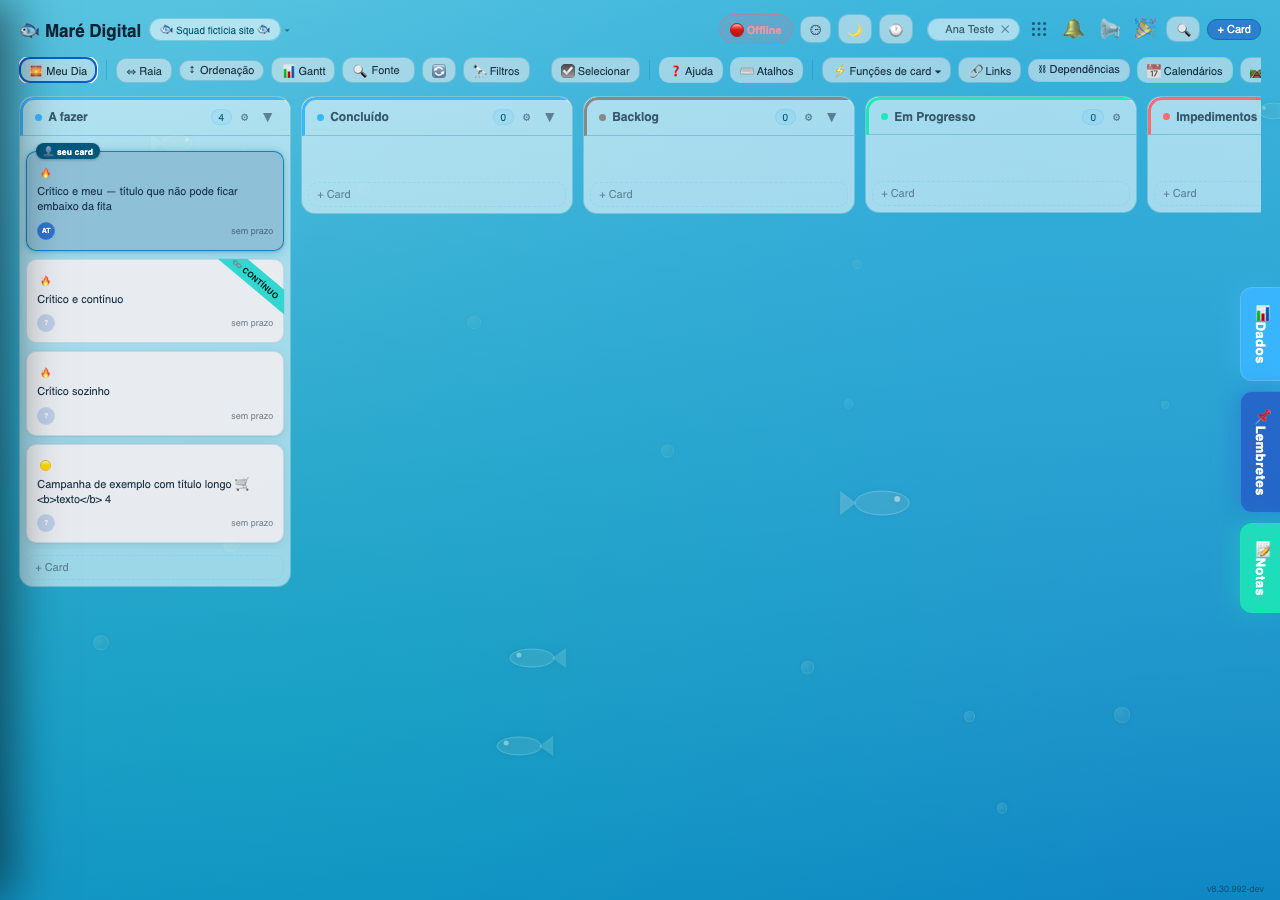 Maré Digital
Squad fictícia site
Offline
Ana Teste ×
+ Card
Meu Dia
Raia
Ordenação
Gantt
Fonte
Filtros
Selecionar
Ajuda
Atalhos
Funções de card
Links
Dependências
Calendários
A fazer
4
Concluído
0
Backlog
0
Em Progresso
0
Impedimentos
seu card
Crítico e meu — título que não pode ficar
embaixo da fita
AT
sem prazo
+ Card
+ Card
+ Card
+ Card
CONTÍNUO
Crítico e contínuo
?
sem prazo
Crítico sozinho
?
sem prazo
Campanha de exemplo com título longo
<b>texto</b> 4
?
sem prazo
+ Card
Dados
Lembretes
Notas
v8.30.992-dev